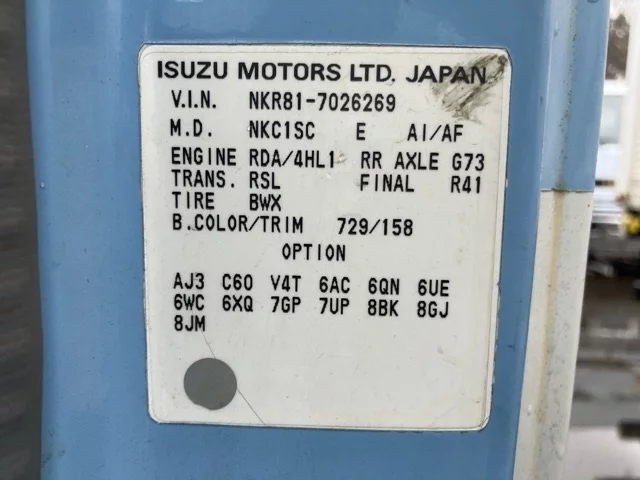 ISUZU MOTORS LTD. JAPAN
V.I.N. NKR81-7026269
M.D. NKC1SC E AI/AF
ENGINE RDA/4HL1 RR AXLE G73
TRANS. RSL FINAL R41
TIRE BWX
B.COLOR/TRIM 729/158
OPTION
AJ3 C60 V4T 6AC 6QN 6UE
6WC 6XQ 7GP 7UP 8BK 8GJ
8JM